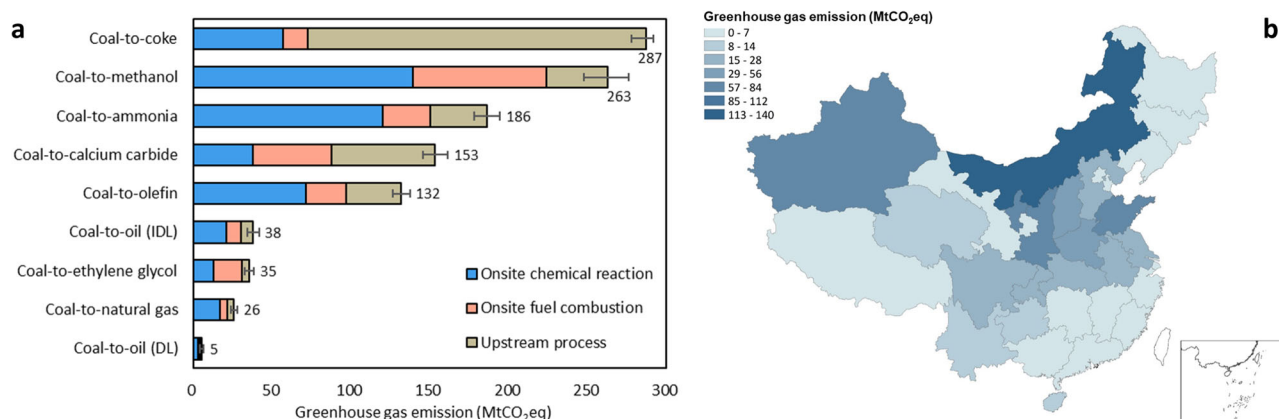 a
Coal-to-coke
287
Coal-to-methanol
263
Coal-to-ammonia
186
Coal-to-calcium carbide
153
Coal-to-olefin
132
Coal-to-oil (IDL)
38
Coal-to-ethylene glycol
35
Coal-to-natural gas
26
Coal-to-oil (DL)
5
Onsite chemical reaction
Onsite fuel combustion
Upstream process
0 50 100 150 200 250 300
Greenhouse gas emission (MtCO₂eq)
b
Greenhouse gas emission (MtCO₂eq)
0 - 7
8 - 14
15 - 28
29 - 56
57 - 84
85 - 112
113 - 140